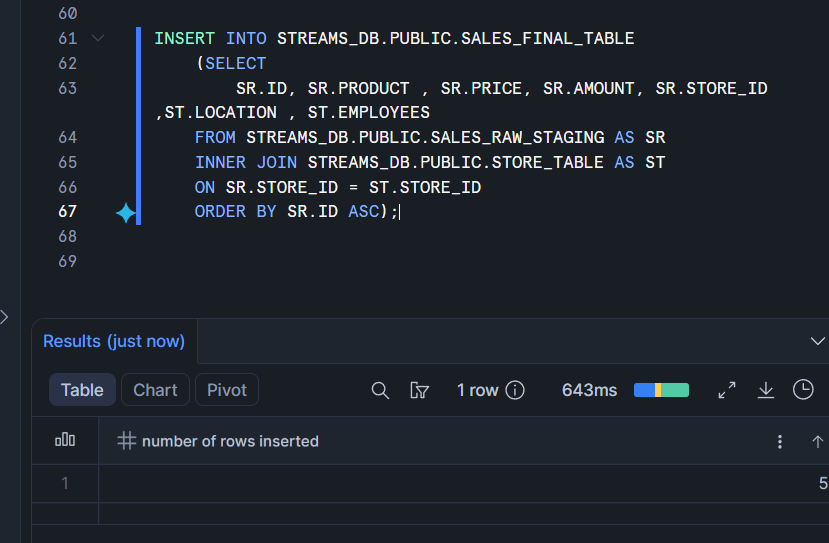 60
61 INSERT INTO STREAMS_DB.PUBLIC.SALES_FINAL_TABLE
62 (SELECT
63 SR.ID, SR.PRODUCT , SR.PRICE, SR.AMOUNT, SR.STORE_ID
,ST.LOCATION , ST.EMPLOYEES
64 FROM STREAMS_DB.PUBLIC.SALES_RAW_STAGING AS SR
65 INNER JOIN STREAMS_DB.PUBLIC.STORE_TABLE AS ST
66 ON SR.STORE_ID = ST.STORE_ID
67 ORDER BY SR.ID ASC);
68
69
Results (just now)
Table Chart Pivot 1 row 643ms
number of rows inserted
1 5